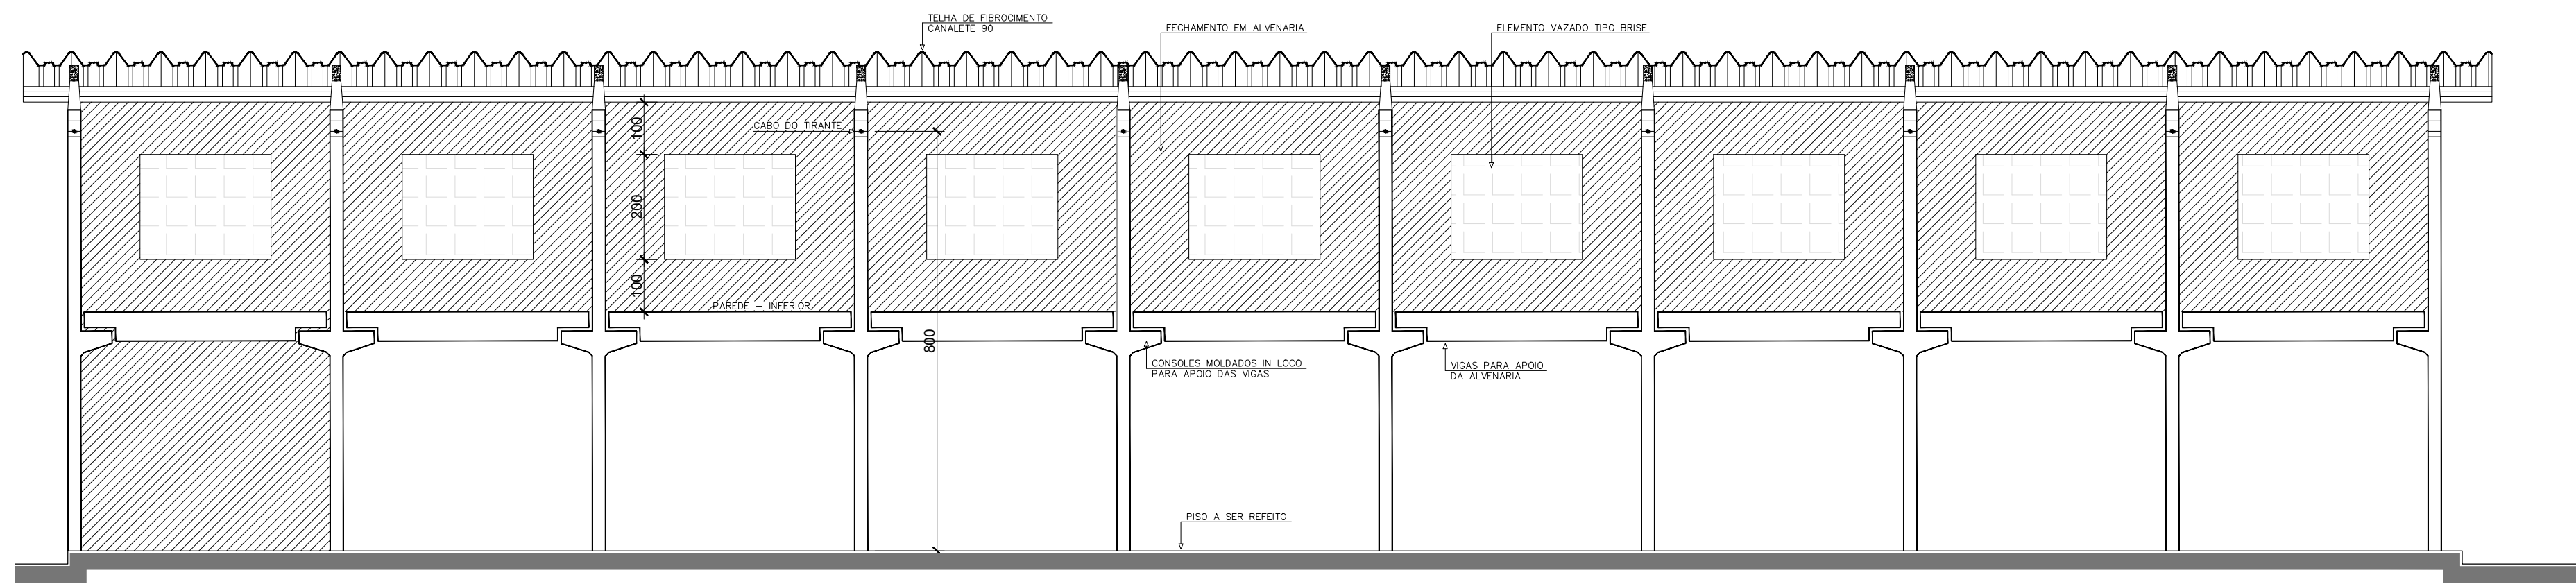 TELHA DE FIBROCIMENTO
CANALETE 90
FECHAMENTO EM ALVENARIA
ELEMENTO VAZADO TIPO BRISE
CABO DO TIRANTE
100
200
100
PAREDE - INFERIOR
800
CONSOLES MOLDADOS IN LOCO
PARA APOIO DAS VIGAS
VIGAS PARA APOIO
DA ALVENARIA
PISO A SER REFEITO